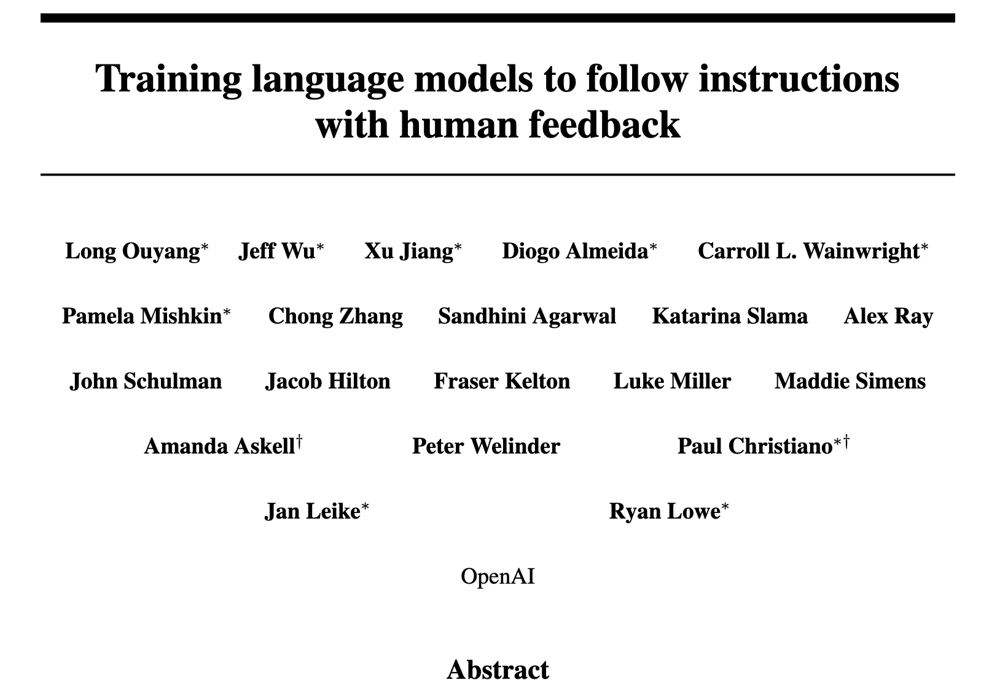 Training language models to follow instructions
with human feedback
Long Ouyang* Jeff Wu* Xu Jiang* Diogo Almeida* Carroll L. Wainwright*
Pamela Mishkin* Chong Zhang Sandhini Agarwal Katarina Slama Alex Ray
John Schulman Jacob Hilton Fraser Kelton Luke Miller Maddie Simens
Amanda Askell† Peter Welinder Paul Christiano*†
Jan Leike* Ryan Lowe*
OpenAI
Abstract